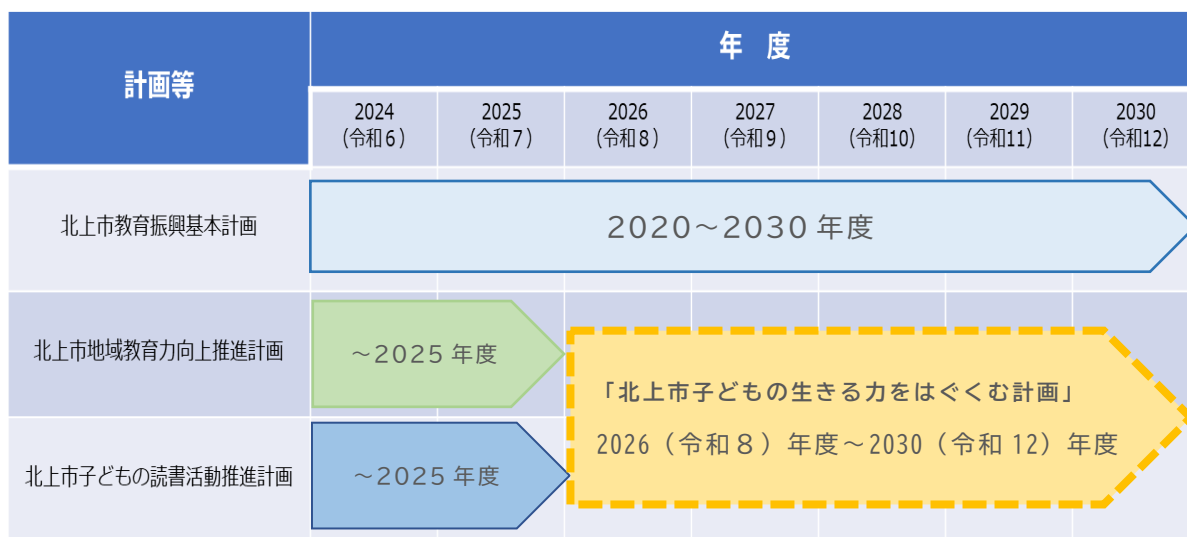 計画等
年 度
2024
(令和６)
2025
(令和７)
2026
(令和８)
2027
(令和９)
2028
(令和10)
2029
(令和11)
2030
(令和12)
北上市教育振興基本計画
2020～2030 年度
北上市地域教育力向上推進計画
～2025 年度
「北上市子どもの生きる力をはぐくむ計画」
2026（令和８）年度～2030（令和 12）年度
北上市子どもの読書活動推進計画
～2025 年度